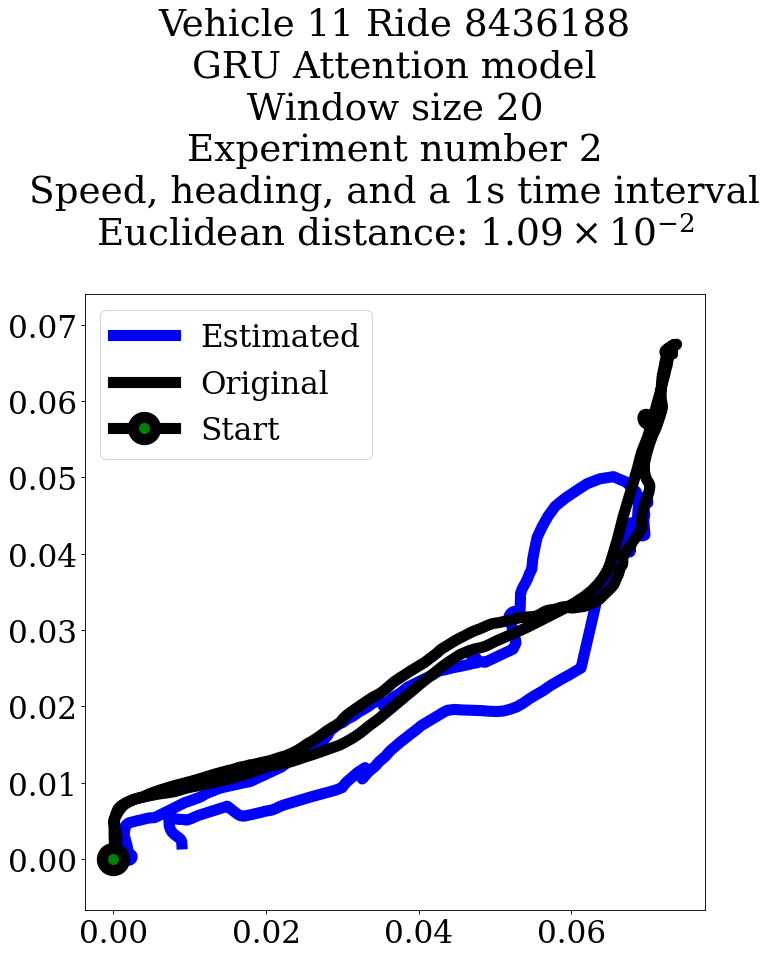 Vehicle 11 Ride 8436188
GRU Attention model
Window size 20
Experiment number 2
Speed, heading, and a 1s time interval
Euclidean distance: 1.09 × 10⁻²
Estimated
Original
Start
0.07
0.06
0.05
0.04
0.03
0.02
0.01
0.00
0.00 0.02 0.04 0.06